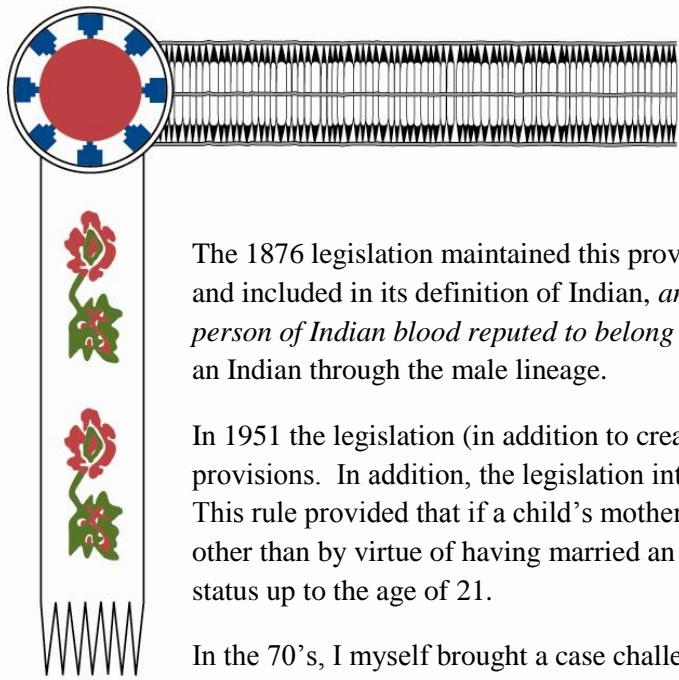 The 1876 legislation maintained this prov
and included in its definition of Indian, an
person of Indian blood reputed to belong
an Indian through the male lineage.
In 1951 the legislation (in addition to crea
provisions. In addition, the legislation int
This rule provided that if a child’s mother
other than by virtue of having married an
status up to the age of 21.
In the 70’s, I myself brought a case challe